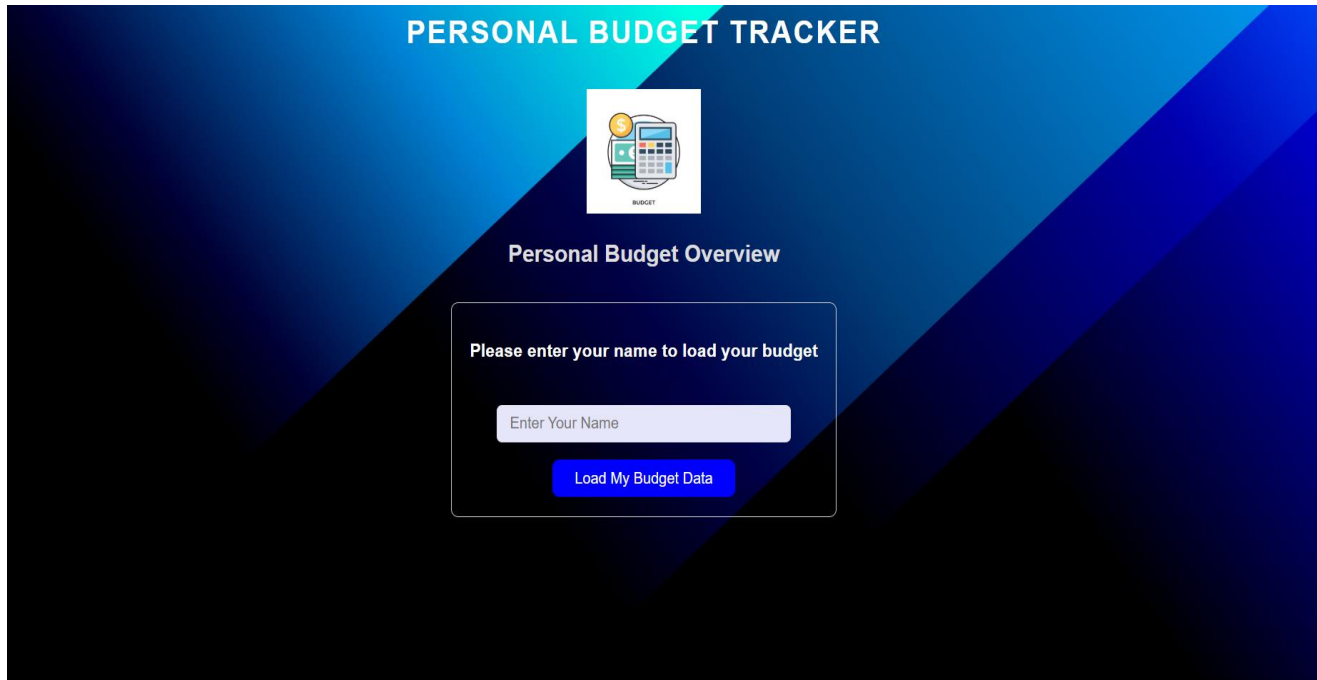 PERSONAL BUDGET TRACKER
$
BUDGET
Personal Budget Overview
Please enter your name to load your budget
Enter Your Name
Load My Budget Data